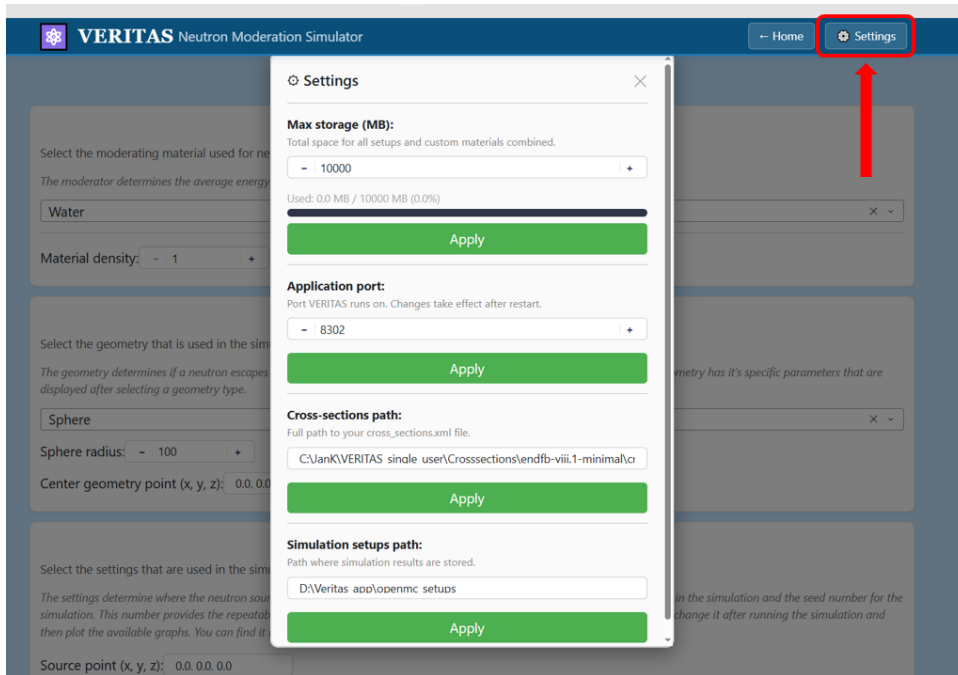 VERITAS Neutron Moderation Simulator
← Home
Settings
Settings
Max storage (MB):
Total space for all setups and custom materials combined.
- 10000 +
Used: 0.0 MB / 10000 MB (0.0%)
Apply
Application port:
Port VERITAS runs on. Changes take effect after restart.
- 8302 +
Apply
Cross-sections path:
Full path to your cross_sections.xml file.
C:\JanK\VERITAS_single_user\Crosssections\endfb-viii.1-minimal\cr
Apply
Simulation setups path:
Path where simulation results are stored.
D:\Veritas_app\openmc_setups
Apply
Select the moderating material used for ne
The moderator determines the average energy
Water
Material density: - 1 +
Select the geometry that is used in the sim
The geometry determines if a neutron escapes ometry has it's specific parameters that are
displayed after selecting a geometry type.
Sphere
Sphere radius: - 100 +
Center geometry point (x, y, z): 0.0, 0.0
Select the settings that are used in the simu
The settings determine where the neutron sour in the simulation and the seed number for the
simulation. This number provides the repeatab change it after running the simulation and
then plot the available graphs. You can find it
Source point (x, y, z): 0.0, 0.0, 0.0